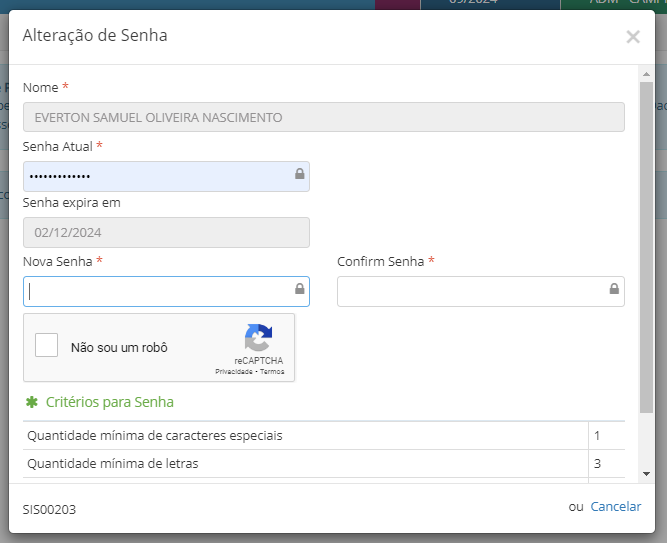 09/2024
Alteração de Senha
×
Nome *
EVERTON SAMUEL OLIVEIRA NASCIMENTO
Senha Atual *
•••••••••••••
Senha expira em
02/12/2024
Nova Senha *
Confirm Senha *
Não sou um robô
reCAPTCHA
Privacidade • Termos
Critérios para Senha
Quantidade mínima de caracteres especiais 1
Quantidade mínima de letras 3
SIS00203
ou Cancelar